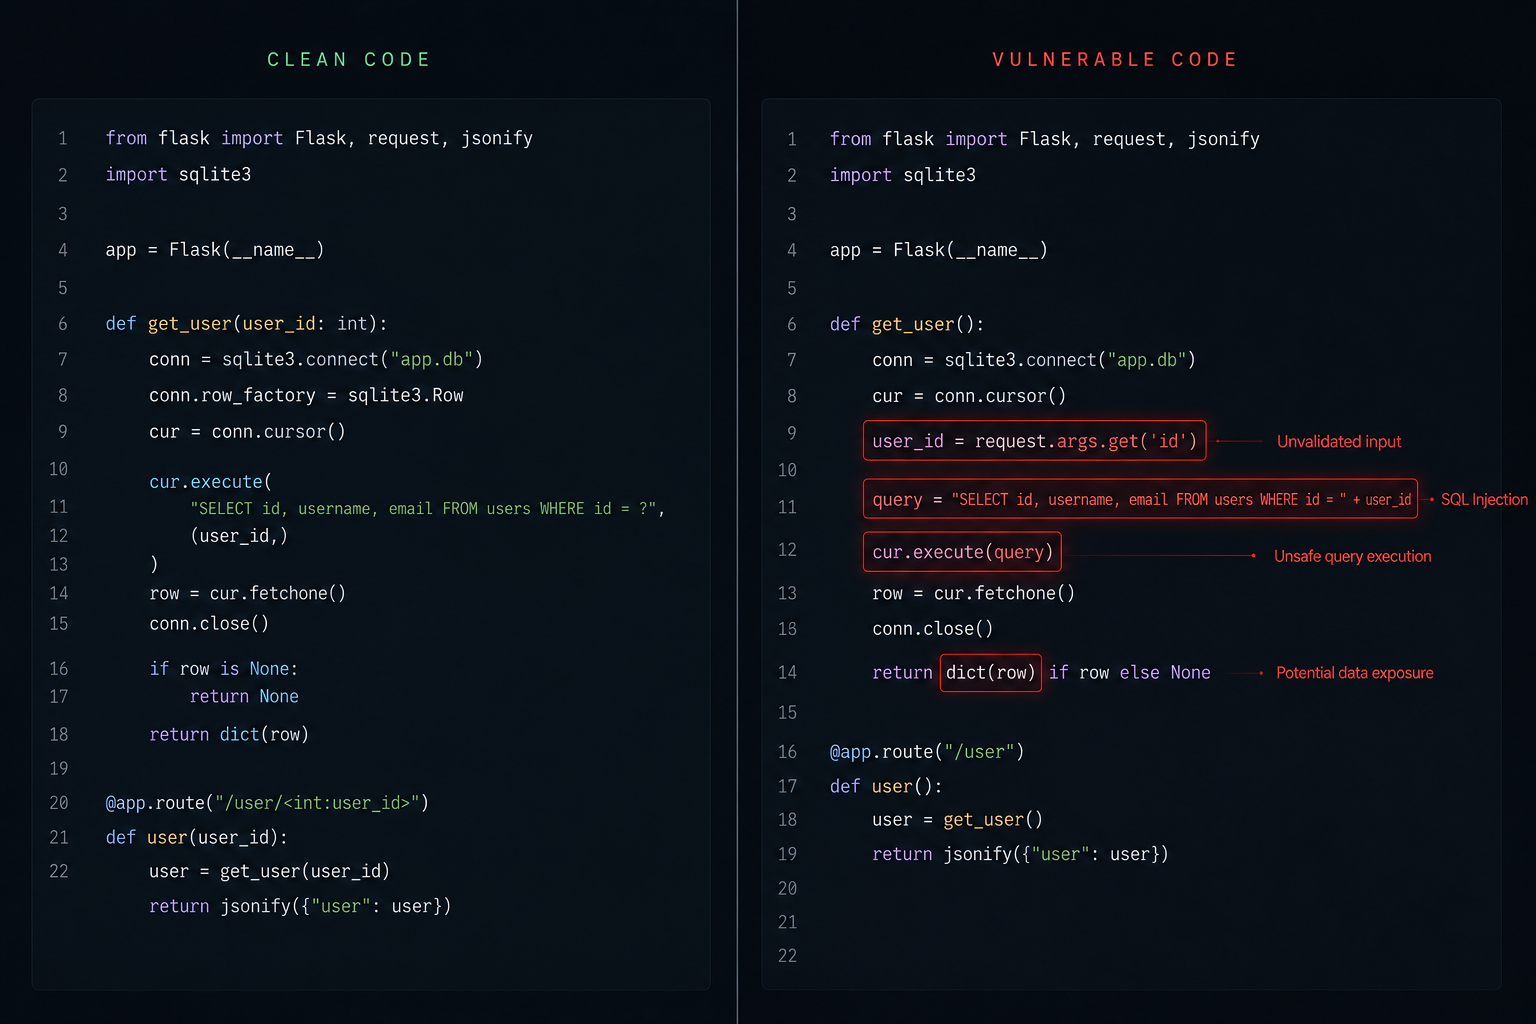 CLEAN CODE
1 from flask import Flask, request, jsonify
2 import sqlite3
3
4 app = Flask(__name__)
5
6 def get_user(user_id: int):
7 conn = sqlite3.connect("app.db")
8 conn.row_factory = sqlite3.Row
9 cur = conn.cursor()
10 cur.execute(
11 "SELECT id, username, email FROM users WHERE id = ?",
12 (user_id,)
13 )
14 row = cur.fetchone()
15 conn.close()
16 if row is None:
17 return None
18 return dict(row)
19
20 @app.route("/user/<int:user_id>")
21 def user(user_id):
22 user = get_user(user_id)
return jsonify({"user": user})
VULNERABLE CODE
1 from flask import Flask, request, jsonify
2 import sqlite3
3
4 app = Flask(__name__)
5
6 def get_user():
7 conn = sqlite3.connect("app.db")
8 cur = conn.cursor()
9 user_id = request.args.get('id') Unvalidated input
10
11 query = "SELECT id, username, email FROM users WHERE id = " + user_id SQL Injection
12 cur.execute(query) Unsafe query execution
13 row = cur.fetchone()
13 conn.close()
14 return dict(row) if row else None Potential data exposure
15
16 @app.route("/user")
17 def user():
18 user = get_user()
19 return jsonify({"user": user})
20
21
22